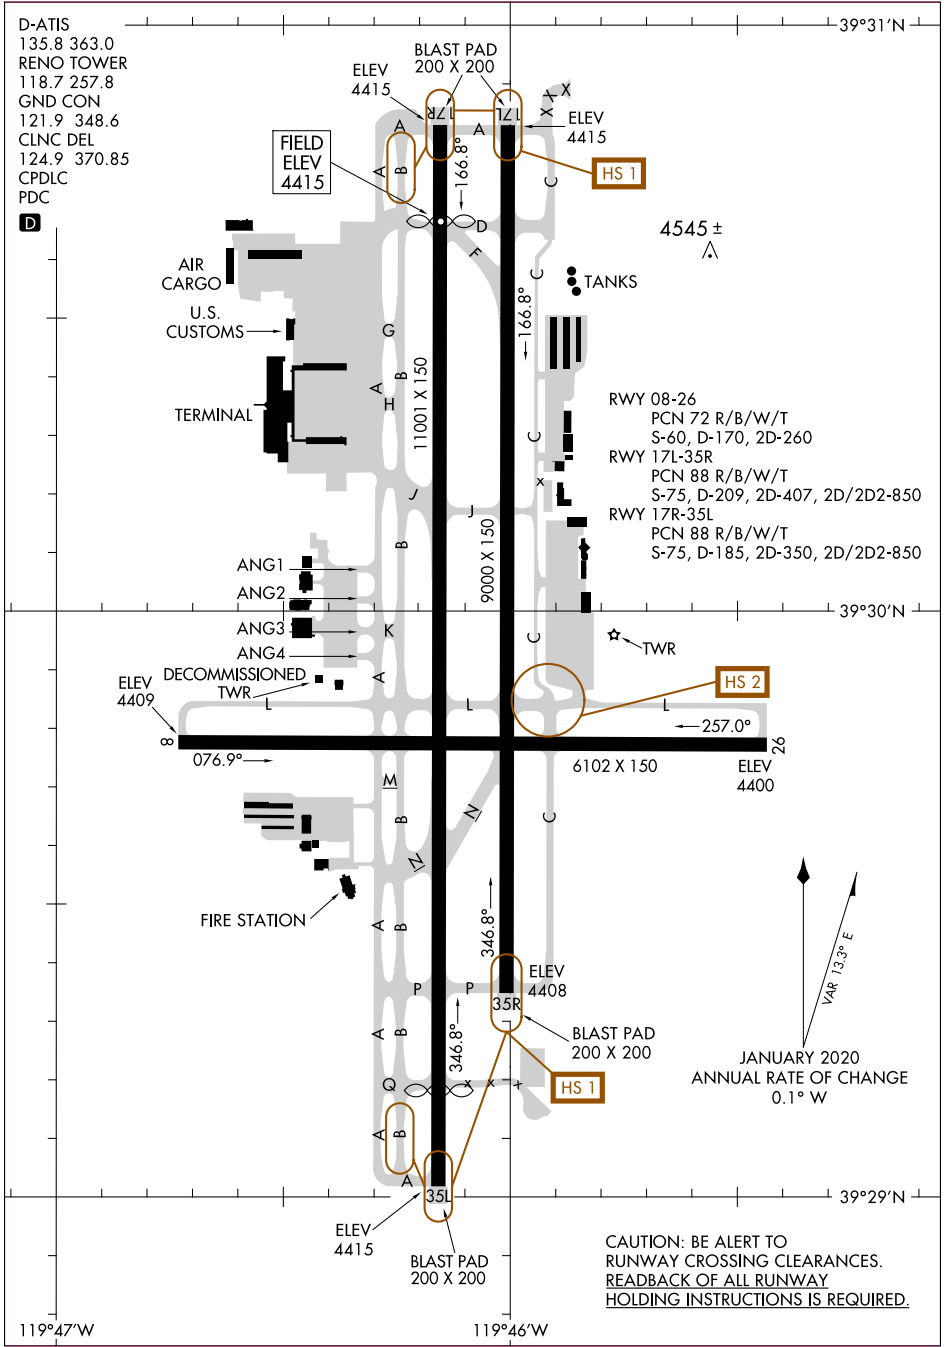 D-ATIS
135.8 363.0
RENO TOWER
118.7 257.8
GND CON
121.9 348.6
CLNC DEL
124.9 370.85
CPDLC
PDC
D
39°31'N
BLAST PAD
200 X 200
ELEV
4415
17R
17L
ELEV
4415
HS 1
FIELD
ELEV
4415
A
A
A
B
C
166.8°
D
F
4545 ±
AIR
CARGO
TANKS
C
U.S.
CUSTOMS
G
166.8°
A
B
H
TERMINAL
11001 X 150
RWY 08-26
PCN 72 R/B/W/T
S-60, D-170, 2D-260
RWY 17L-35R
PCN 88 R/B/W/T
S-75, D-209, 2D-407, 2D/2D2-850
RWY 17R-35L
PCN 88 R/B/W/T
S-75, D-185, 2D-350, 2D/2D2-850
C
X
X
X
X
J
J
B
9000 X 150
ANG1
ANG2
ANG3
ANG4
K
C
39°30'N
TWR
DECOMMISSIONED
TWR
A
HS 2
ELEV
4409
L
L
L
8
076.9°
257.0°
26
6102 X 150
ELEV
4400
M
B
N
N
C
FIRE STATION
A
B
346.8°
VAR 13.3° E
P
P
35R
ELEV
4408
BLAST PAD
200 X 200
346.8°
A
B
JANUARY 2020
ANNUAL RATE OF CHANGE
0.1° W
Q
X
X
X
HS 1
A
B
A
35L
39°29'N
ELEV
4415
BLAST PAD
200 X 200
CAUTION: BE ALERT TO
RUNWAY CROSSING CLEARANCES.
READBACK OF ALL RUNWAY
HOLDING INSTRUCTIONS IS REQUIRED.
119°47'W
119°46'W